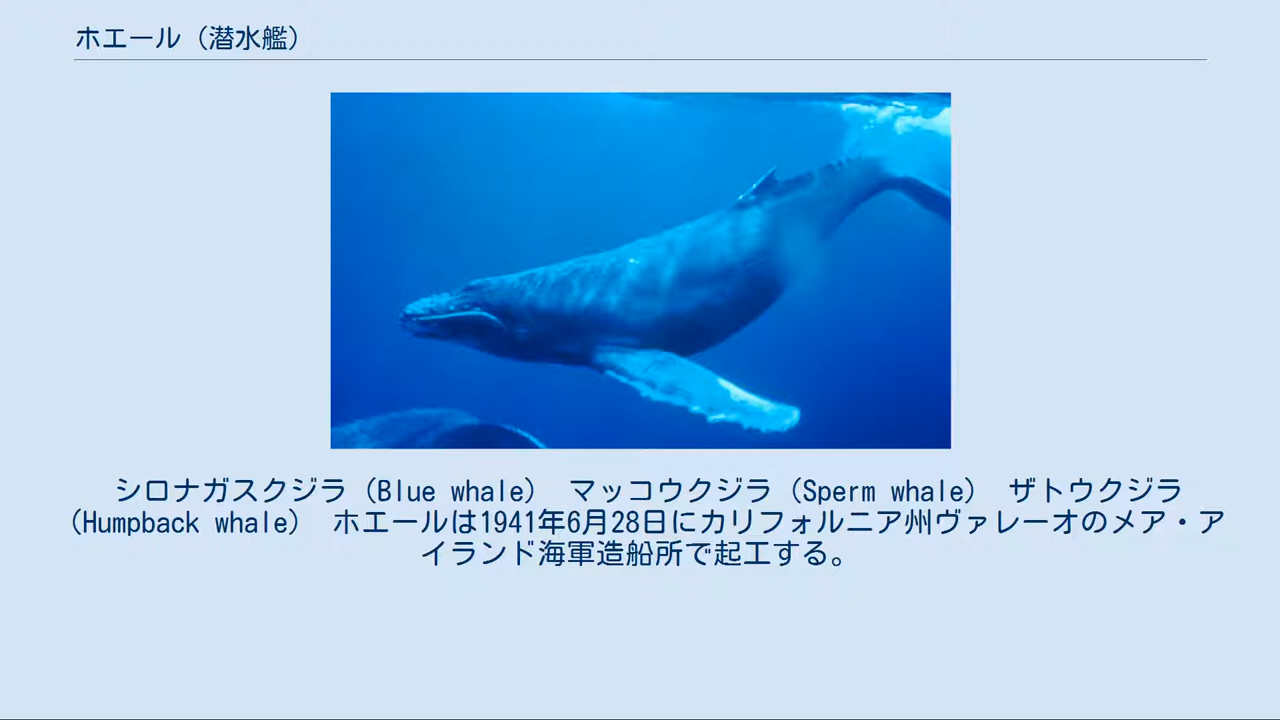 ホエール（潜水艦）
シロナガスクジラ（Blue whale） マッコウクジラ（Sperm whale） ザトウクジラ
（Humpback whale） ホエールは1941年6月28日にカリフォルニア州ヴァレーオのメア・ア
イランド海軍造船所で起工する。